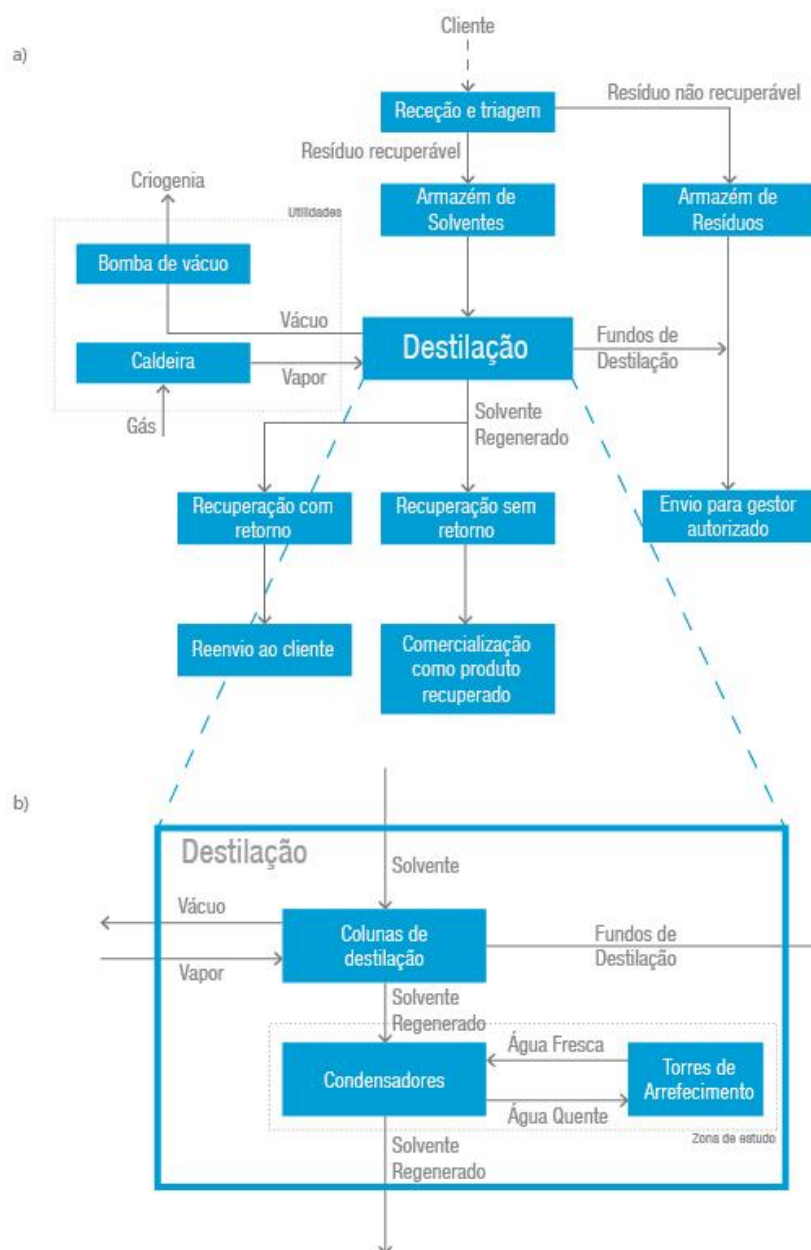 Cliente
a)
Receção e triagem
Resíduo não recuperável
Resíduo recuperável
Criogenia
Utilidades
Armazém de
Solventes
Armazém de
Resíduos
Bomba de vácuo
Vácuo
Destilação
Fundos de
Destilação
Caldeira
Vapor
Gás
Solvente
Regenerado
Recuperação com
retorno
Recuperação sem
retorno
Envio para gestor
autorizado
Reenvio ao cliente
Comercialização
como produto
recuperado
b)
Destilação
Solvente
Vácuo
Colunas de
destilação
Fundos de
Destilação
Vapor
Solvente
Regenerado
Água Fresca
Condensadores
Torres de
Arrefecimento
Água Quente
Zona de estudo
Solvente
Regenerado